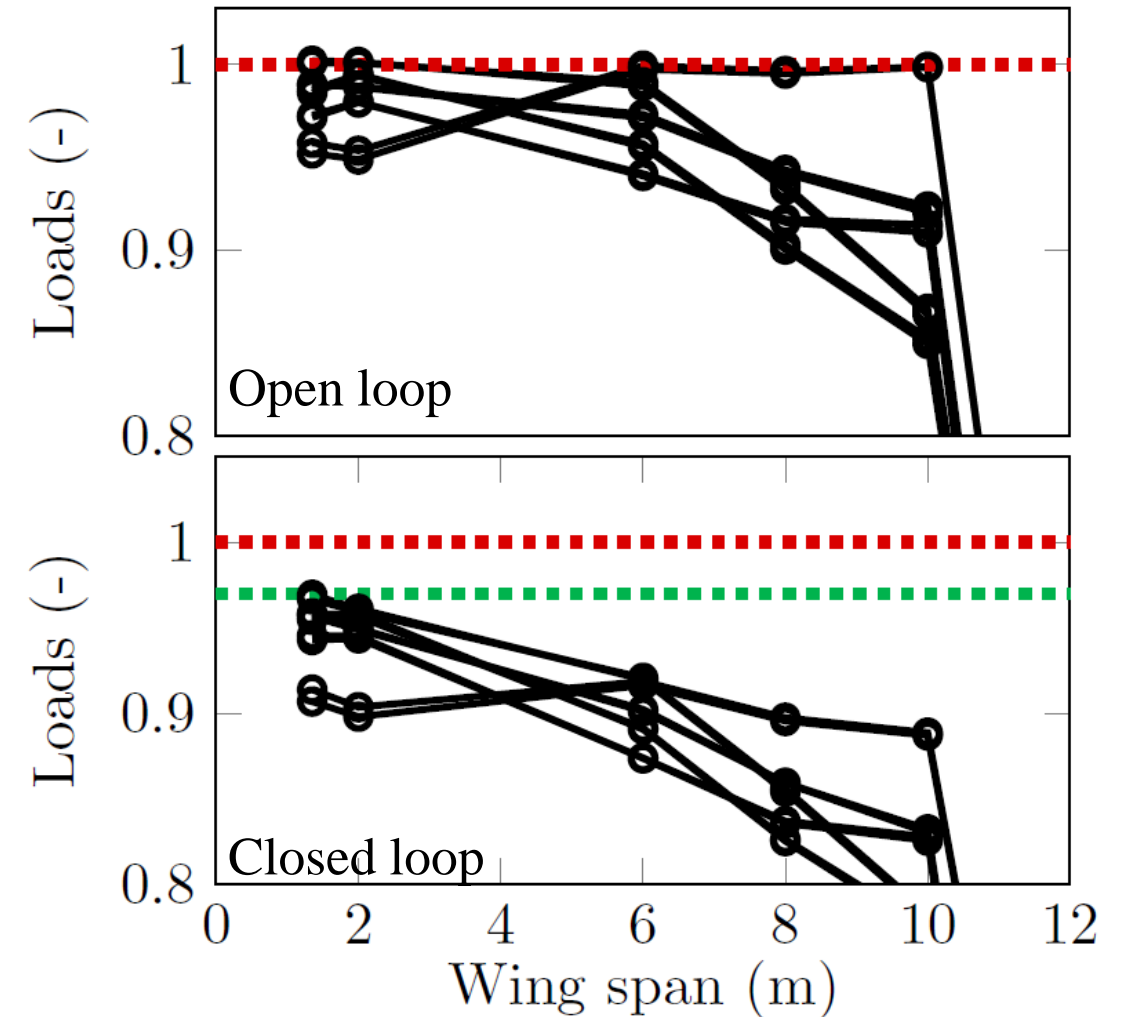 1
0.9
0.8
Loads (-)
Open loop
1
0.9
0.8
Loads (-)
Closed loop
0 2 4 6 8 10 12
Wing span (m)